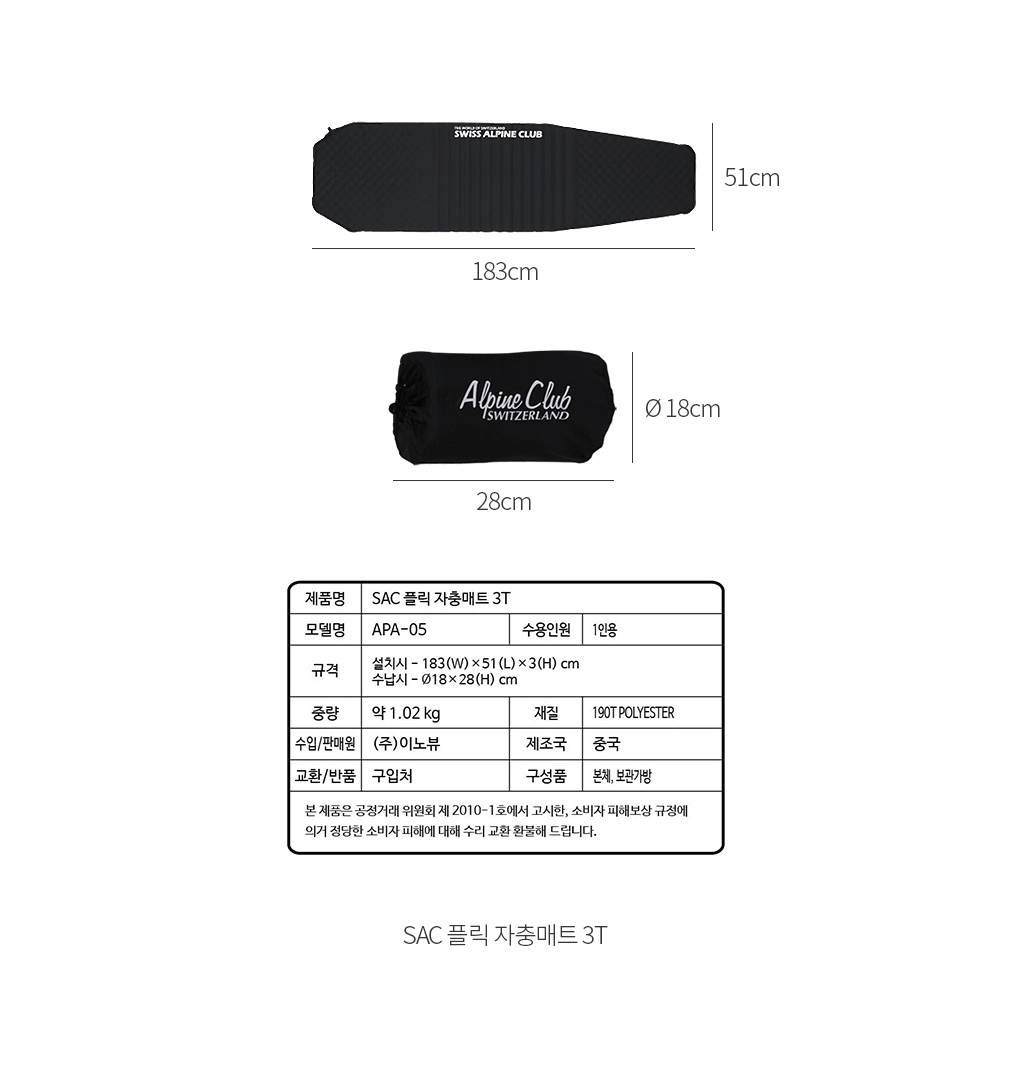 THE WORLD OF SWITZERLAND
SWISS ALPINE CLUB
51cm
183cm
Alpine Club
SWITZERLAND
Ø 18cm
28cm
제품명 SAC 플릭 자충매트 3T
모델명 APA-05 수용인원 1인용
규격 설치시 - 183(W)×51(L)×3(H) cm
수납시 - Ø18×28(H) cm
중량 약 1.02 kg 재질 190T POLYESTER
수입/판매원 (주)이노뷰 제조국 중국
교환/반품 구입처 구성품 본체, 보관가방
본 제품은 공정거래 위원회 제 2010-1호에서 고시한, 소비자 피해보상 규정에
의거 정당한 소비자 피해에 대해 수리 교환 환불해 드립니다.
SAC 플릭 자충매트 3T